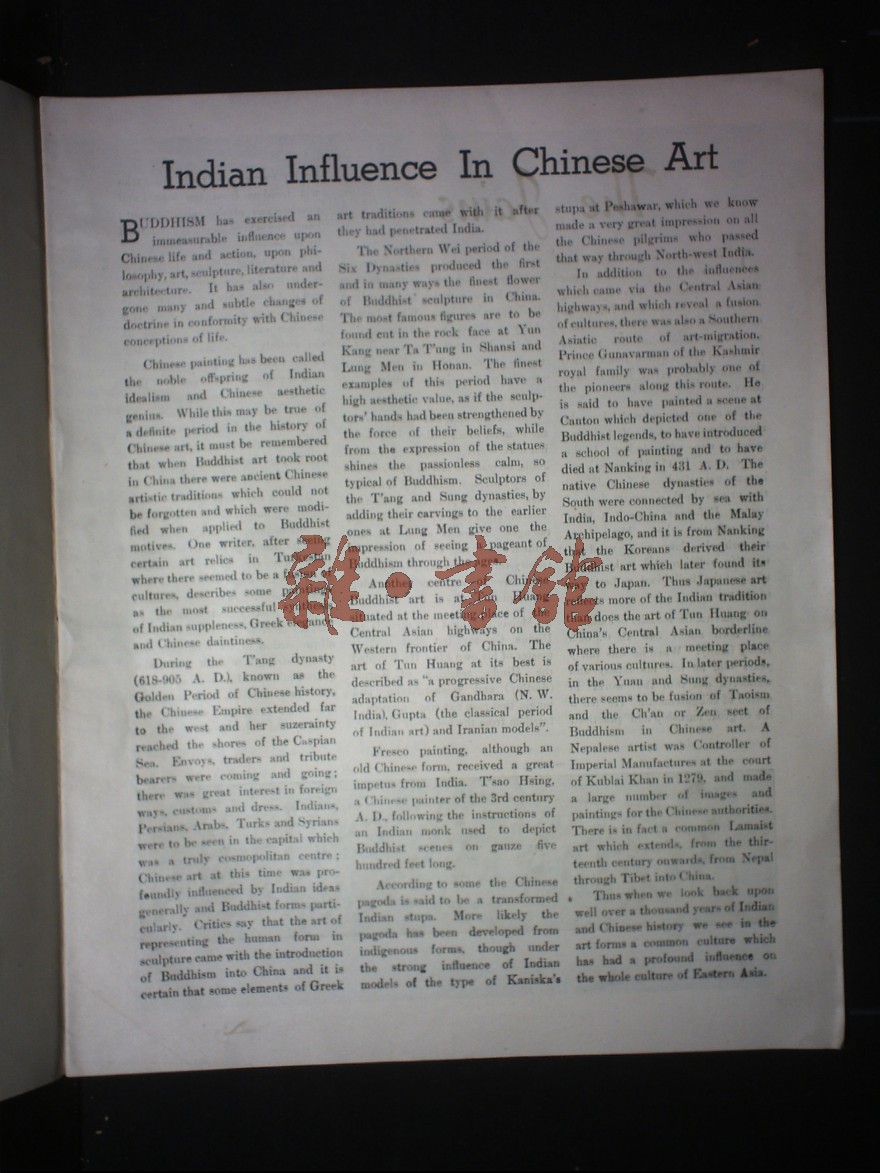 Indian Influence In Chinese Art
BUDDHISM has exercised an
immeasurable influence upon
Chinese life and action, upon phi-
losophy, art, sculpture, literature and
architecture. It has also under-
gone many and subtle changes of
doctrine in conformity with Chinese
conceptions of life.
Chinese painting has been called
the noble offspring of Indian
idealism and Chinese aesthetic
genius. While this may be true of
a definite period in the history of
Chinese art, it must be remembered
that when Buddhist art took root
in China there were ancient Chinese
artistic traditions which could not
be forgotten and which were modi-
fied when applied to Buddhist
motives. One writer, after seeing
certain art relics in Turkestan
where there seemed to be a fusion of
cultures, describes some paintings
as the most successful synthesis
of Indian suppleness, Greek elegance
and Chinese daintiness.
During the T'ang dynasty
(618-905 A. D.), known as the
Golden Period of Chinese history,
the Chinese Empire extended far
to the west and her suzerainty
reached the shores of the Caspian
Sea. Envoys, traders and tribute
bearers were coming and going;
there was great interest in foreign
ways, customs and dress. Indians,
Persians, Arabs, Turks and Syrians
were to be seen in the capital which
was a truly cosmopolitan centre;
Chinese art at this time was pro-
foundly influenced by Indian ideas
generally and Buddhist forms parti-
cularly. Critics say that the art of
representing the human form in
sculpture came with the introduction
of Buddhism into China and it is
certain that some elements of Greek
art traditions came with it after
they had penetrated India.
The Northern Wei period of the
Six Dynasties produced the first
and in many ways the finest flower
of Buddhist sculpture in China.
The most famous figures are to be
found cut in the rock face at Yun
Kang near Ta T'ung in Shansi and
Lung Men in Honan. The finest
examples of this period have a
high aesthetic value, as if the sculp-
tors' hands had been strengthened by
the force of their beliefs, while
from the expression of the statues
shines the passionless calm, so
typical of Buddhism. Sculptors of
the T'ang and Sung dynasties, by
adding their carvings to the earlier
ones at Lung Men give one the
impression of seeing a pageant of
Buddhism through the ages.
Another centre of Chinese
Buddhist art is at Tun Huang
situated at the meeting place of the
Central Asian highways on the
Western frontier of China. The
art of Tun Huang at its best is
described as "a progressive Chinese
adaptation of Gandhara (N. W.
India), Gupta (the classical period
of Indian art) and Iranian models".
Fresco painting, although an
old Chinese form, received a great
impetus from India. T'sao Hsing,
a Chinese painter of the 3rd century
A. D., following the instructions of
an Indian monk used to depict
Buddhist scenes on gauze five
hundred feet long.
According to some the Chinese
pagoda is said to be a transformed
Indian stupa. More likely the
pagoda has been developed from
indigenous forms, though under
the strong influence of Indian
models of the type of Kaniska's
stupa at Peshawar, which we know
made a very great impression on all
the Chinese pilgrims who passed
that way through North-west India.
In addition to the influences
which came via the Central Asian
highways, and which reveal a fusion
of cultures, there was also a Southern
Asiatic route of art-migration.
Prince Gunavarman of the Kashmir
royal family was probably one of
the pioneers along this route. He
is said to have painted a scene at
Canton which depicted one of the
Buddhist legends, to have introduced
a school of painting and to have
died at Nanking in 431 A. D. The
native Chinese dynasties of the
South were connected by sea with
India, Indo-China and the Malay
Archipelago, and it is from Nanking
that the Koreans derived their
Buddhist art which later found its
way to Japan. Thus Japanese art
reflects more of the Indian tradition
than does the art of Tun Huang on
China's Central Asian borderline
where there is a meeting place
of various cultures. In later periods,
in the Yuan and Sung dynasties,
there seems to be fusion of Taoism
and the Ch'an or Zen sect of
Buddhism in Chinese art. A
Nepalese artist was Controller of
Imperial Manufactures at the court
of Kublai Khan in 1279, and made
a large number of images and
paintings for the Chinese authorities.
There is in fact a common Lamaist
art which extends, from the thir-
teenth century onwards, from Nepal
through Tibet into China.
Thus when we look back upon
well over a thousand years of Indian
and Chinese history we see in the
art forms a common culture which
has had a profound influence on
the whole culture of Eastern Asia.
雜·書館